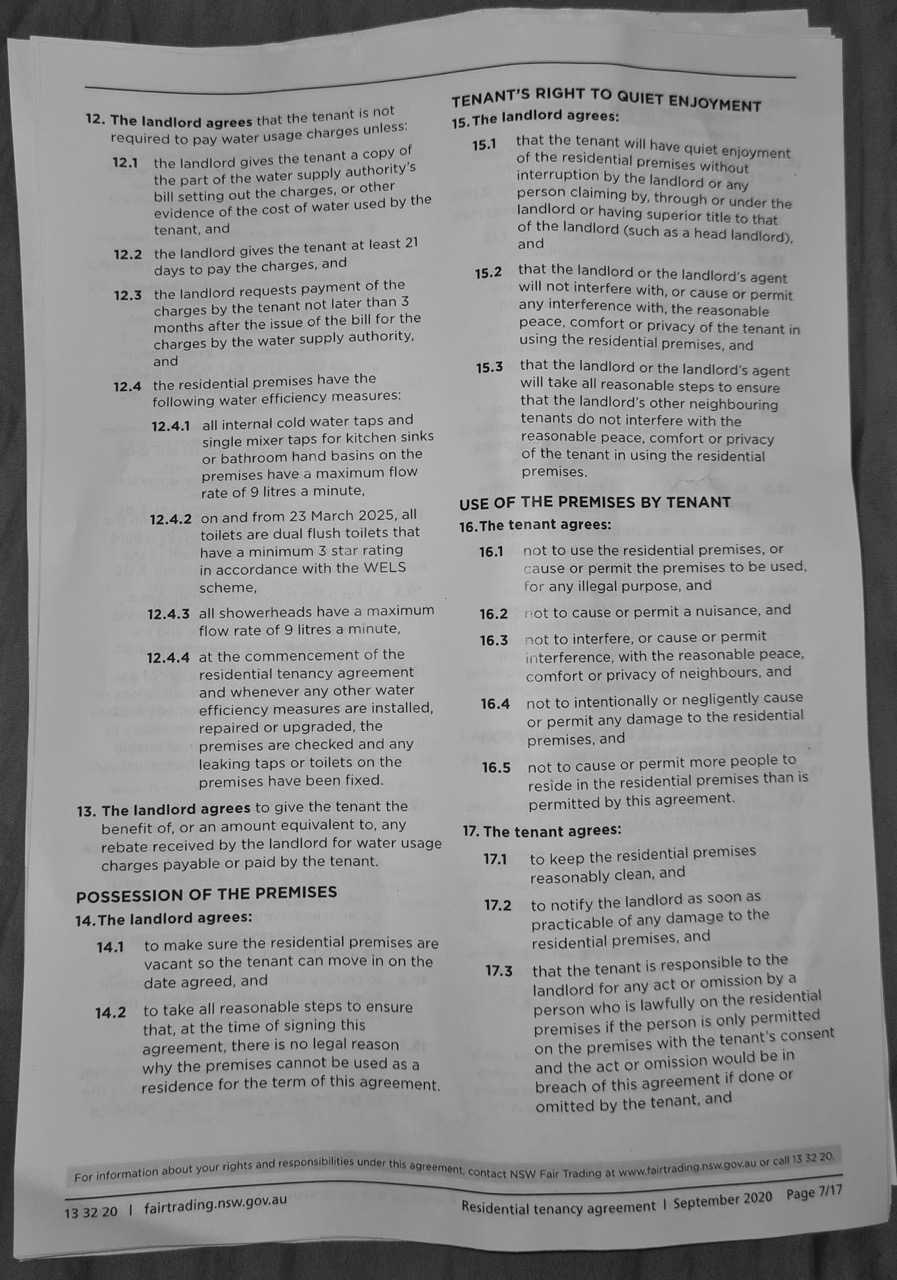 12. The landlord agrees that the tenant is not
required to pay water usage charges unless:
12.1 the landlord gives the tenant a copy of
the part of the water supply authority's
bill setting out the charges, or other
evidence of the cost of water used by the
tenant, and
12.2 the landlord gives the tenant at least 21
days to pay the charges, and
12.3 the landlord requests payment of the
charges by the tenant not later than 3
months after the issue of the bill for the
charges by the water supply authority,
and
12.4 the residential premises have the
following water efficiency measures:
12.4.1 all internal cold water taps and
single mixer taps for kitchen sinks
or bathroom hand basins on the
premises have a maximum flow
rate of 9 litres a minute,
12.4.2 on and from 23 March 2025, all
toilets are dual flush toilets that
have a minimum 3 star rating
in accordance with the WELS
scheme,
12.4.3 all showerheads have a maximum
flow rate of 9 litres a minute,
12.4.4 at the commencement of the
residential tenancy agreement
and whenever any other water
efficiency measures are installed,
repaired or upgraded, the
premises are checked and any
leaking taps or toilets on the
premises have been fixed.
13. The landlord agrees to give the tenant the
benefit of, or an amount equivalent to, any
rebate received by the landlord for water usage
charges payable or paid by the tenant.
POSSESSION OF THE PREMISES
14. The landlord agrees:
14.1 to make sure the residential premises are
vacant so the tenant can move in on the
date agreed, and
14.2 to take all reasonable steps to ensure
that, at the time of signing this
agreement, there is no legal reason
why the premises cannot be used as a
residence for the term of this agreement.
TENANT'S RIGHT TO QUIET ENJOYMENT
15. The landlord agrees:
15.1 that the tenant will have quiet enjoyment
of the residential premises without
interruption by the landlord or any
person claiming by, through or under the
landlord or having superior title to that
of the landlord (such as a head landlord),
and
15.2 that the landlord or the landlord's agent
will not interfere with, or cause or permit
any interference with, the reasonable
peace, comfort or privacy of the tenant in
using the residential premises, and
15.3 that the landlord or the landlord's agent
will take all reasonable steps to ensure
that the landlord's other neighbouring
tenants do not interfere with the
reasonable peace, comfort or privacy
of the tenant in using the residential
premises.
USE OF THE PREMISES BY TENANT
16. The tenant agrees:
16.1 not to use the residential premises, or
cause or permit the premises to be used,
for any illegal purpose, and
16.2 not to cause or permit a nuisance, and
16.3 not to interfere, or cause or permit
interference, with the reasonable peace,
comfort or privacy of neighbours, and
16.4 not to intentionally or negligently cause
or permit any damage to the residential
premises, and
16.5 not to cause or permit more people to
reside in the residential premises than is
permitted by this agreement.
17. The tenant agrees:
17.1 to keep the residential premises
reasonably clean, and
17.2 to notify the landlord as soon as
practicable of any damage to the
residential premises, and
17.3 that the tenant is responsible to the
landlord for any act or omission by a
person who is lawfully on the residential
premises if the person is only permitted
on the premises with the tenant's consent
and the act or omission would be in
breach of this agreement if done or
omitted by the tenant, and
For information about your rights and responsibilities under this agreement, contact NSW Fair Trading at www.fairtrading.nsw.gov.au or call 13 32 20.
13 32 20 | fairtrading.nsw.gov.au
Residential tenancy agreement | September 2020 Page 7/17